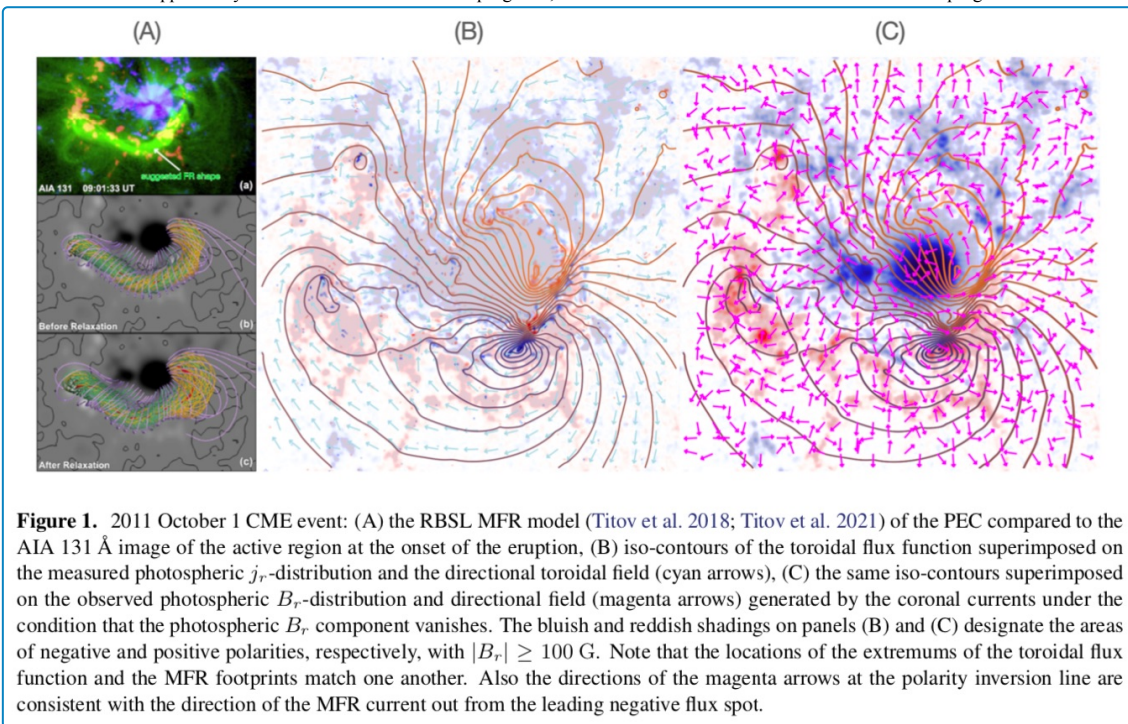 (A)
(B)
(C)
suggested FR shape
AIA 131 09:01:33 UT
(a)
Before Relaxation
(b)
After Relaxation
(c)
Figure 1. 2011 October 1 CME event: (A) the RBSL MFR model (Titov et al. 2018; Titov et al. 2021) of the PEC compared to the
AIA 131 Å image of the active region at the onset of the eruption, (B) iso-contours of the toroidal flux function superimposed on
the measured photospheric j_r-distribution and the directional toroidal field (cyan arrows), (C) the same iso-contours superimposed
on the observed photospheric B_r-distribution and directional field (magenta arrows) generated by the coronal currents under the
condition that the photospheric B_r component vanishes. The bluish and reddish shadings on panels (B) and (C) designate the areas
of negative and positive polarities, respectively, with |B_r| ≥ 100 G. Note that the locations of the extremums of the toroidal flux
function and the MFR footprints match one another. Also the directions of the magenta arrows at the polarity inversion line are
consistent with the direction of the MFR current out from the leading negative flux spot.